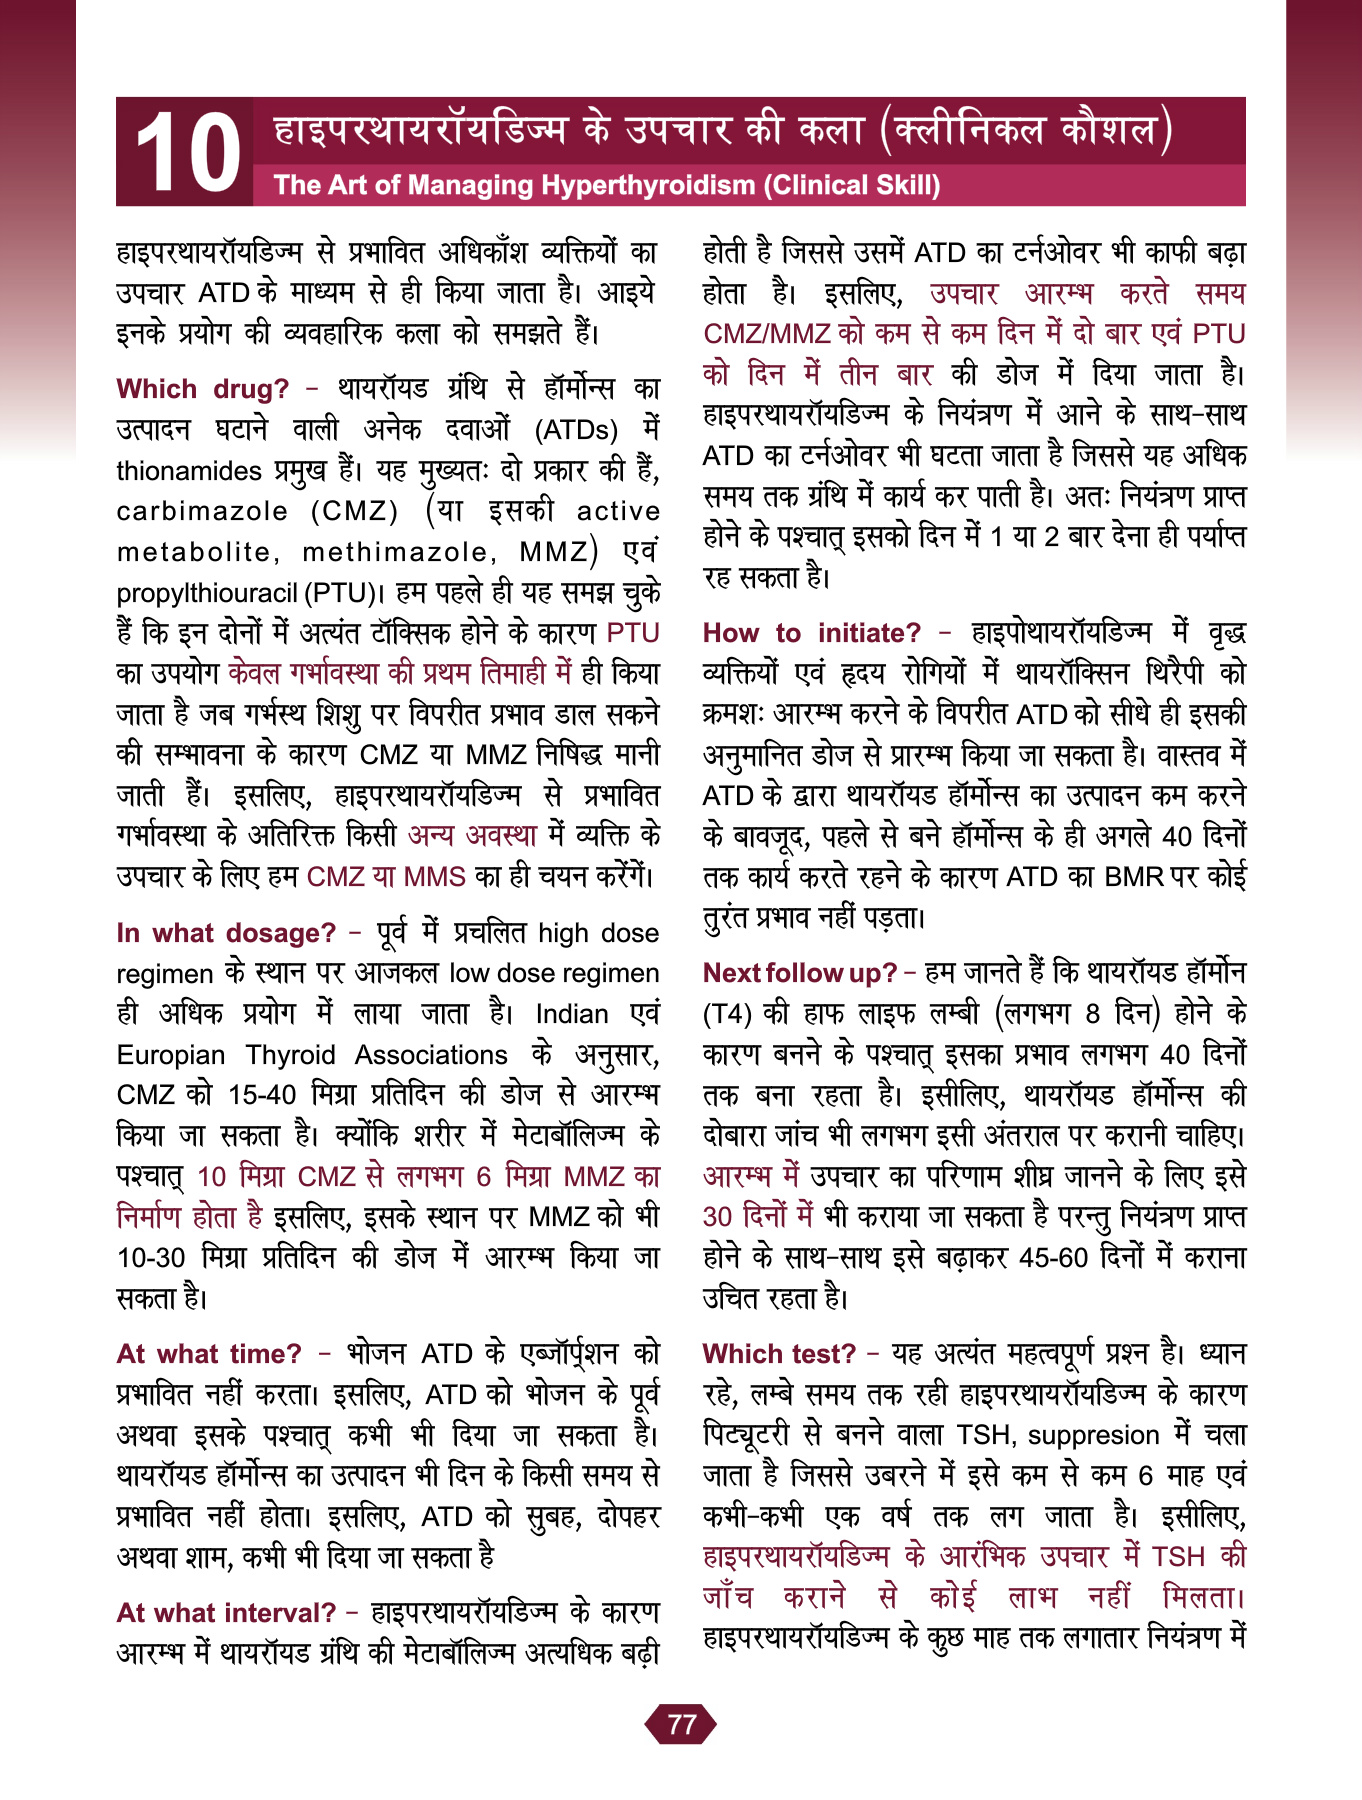 10
हाइपरथायरॉयडिज्म के उपचार की कला (क्लीनिकल कौशल)
The Art of Managing Hyperthyroidism (Clinical Skill)
हाइपरथायरॉयडिज्म से प्रभावित अधिकाँश व्यक्तियों का
उपचार ATD के माध्यम से ही किया जाता है। आइये
इनके प्रयोग की व्यवहारिक कला को समझते हैं।
Which drug? – थायरॉयड ग्रंथि से हॉर्मोन्स का
उत्पादन घटाने वाली अनेक दवाओं (ATDs) में
thionamides प्रमुख हैं। यह मुख्यतः दो प्रकार की हैं,
carbimazole (CMZ) (या इसकी active
metabolite, methimazole, MMZ) एवं
propylthiouracil (PTU)। हम पहले ही यह समझ चुके
हैं कि इन दोनों में अत्यंत टॉक्सिक होने के कारण PTU
का उपयोग केवल गर्भावस्था की प्रथम तिमाही में ही किया
जाता है जब गर्भस्थ शिशु पर विपरीत प्रभाव डाल सकने
की सम्भावना के कारण CMZ या MMZ निषिद्ध मानी
जाती हैं। इसलिए, हाइपरथायरॉयडिज्म से प्रभावित
गर्भावस्था के अतिरिक्त किसी अन्य अवस्था में व्यक्ति के
उपचार के लिए हम CMZ या MMS का ही चयन करेंगें।
In what dosage? – पूर्व में प्रचलित high dose
regimen के स्थान पर आजकल low dose regimen
ही अधिक प्रयोग में लाया जाता है। Indian एवं
Europian Thyroid Associations के अनुसार,
CMZ को 15-40 मिग्रा प्रतिदिन की डोज से आरम्भ
किया जा सकता है। क्योंकि शरीर में मेटाबॉलिज्म के
पश्चात् 10 मिग्रा CMZ से लगभग 6 मिग्रा MMZ का
निर्माण होता है इसलिए, इसके स्थान पर MMZ को भी
10-30 मिग्रा प्रतिदिन की डोज में आरम्भ किया जा
सकता है।
At what time? – भोजन ATD के एब्जॉर्प्शन को
प्रभावित नहीं करता। इसलिए, ATD को भोजन के पूर्व
अथवा इसके पश्चात् कभी भी दिया जा सकता है।
थायरॉयड हॉर्मोन्स का उत्पादन भी दिन के किसी समय से
प्रभावित नहीं होता। इसलिए, ATD को सुबह, दोपहर
अथवा शाम, कभी भी दिया जा सकता है
At what interval? – हाइपरथायरॉयडिज्म के कारण
आरम्भ में थायरॉयड ग्रंथि की मेटाबॉलिज्म अत्यधिक बढ़ी
होती है जिससे उसमें ATD का टर्नओवर भी काफी बढ़ा
होता है। इसलिए, उपचार आरम्भ करते समय
CMZ/MMZ को कम से कम दिन में दो बार एवं PTU
को दिन में तीन बार की डोज में दिया जाता है।
हाइपरथायरॉयडिज्म के नियंत्रण में आने के साथ-साथ
ATD का टर्नओवर भी घटता जाता है जिससे यह अधिक
समय तक ग्रंथि में कार्य कर पाती है। अतः नियंत्रण प्राप्त
होने के पश्चात् इसको दिन में 1 या 2 बार देना ही पर्याप्त
रह सकता है।
How to initiate? – हाइपोथायरॉयडिज्म में वृद्ध
व्यक्तियों एवं हृदय रोगियों में थायरॉक्सिन थिरैपी को
क्रमशः आरम्भ करने के विपरीत ATD को सीधे ही इसकी
अनुमानित डोज से प्रारम्भ किया जा सकता है। वास्तव में
ATD के द्वारा थायरॉयड हॉर्मोन्स का उत्पादन कम करने
के बावजूद, पहले से बने हॉर्मोन्स के ही अगले 40 दिनों
तक कार्य करते रहने के कारण ATD का BMR पर कोई
तुरंत प्रभाव नहीं पड़ता।
Next follow up? – हम जानते हैं कि थायरॉयड हॉर्मोन
(T4) की हाफ लाइफ लम्बी (लगभग 8 दिन) होने के
कारण बनने के पश्चात् इसका प्रभाव लगभग 40 दिनों
तक बना रहता है। इसीलिए, थायरॉयड हॉर्मोन्स की
दोबारा जांच भी लगभग इसी अंतराल पर करानी चाहिए।
आरम्भ में उपचार का परिणाम शीघ्र जानने के लिए इसे
30 दिनों में भी कराया जा सकता है परन्तु नियंत्रण प्राप्त
होने के साथ-साथ इसे बढ़ाकर 45-60 दिनों में कराना
उचित रहता है।
Which test? – यह अत्यंत महत्वपूर्ण प्रश्न है। ध्यान
रहे, लम्बे समय तक रही हाइपरथायरॉयडिज्म के कारण
पिट्यूटरी से बनने वाला TSH, suppresion में चला
जाता है जिससे उबरने में इसे कम से कम 6 माह एवं
कभी-कभी एक वर्ष तक लग जाता है। इसीलिए,
हाइपरथायरॉयडिज्म के आरंभिक उपचार में TSH की
जाँच कराने से कोई लाभ नहीं मिलता।
हाइपरथायरॉयडिज्म के कुछ माह तक लगातार नियंत्रण में
77